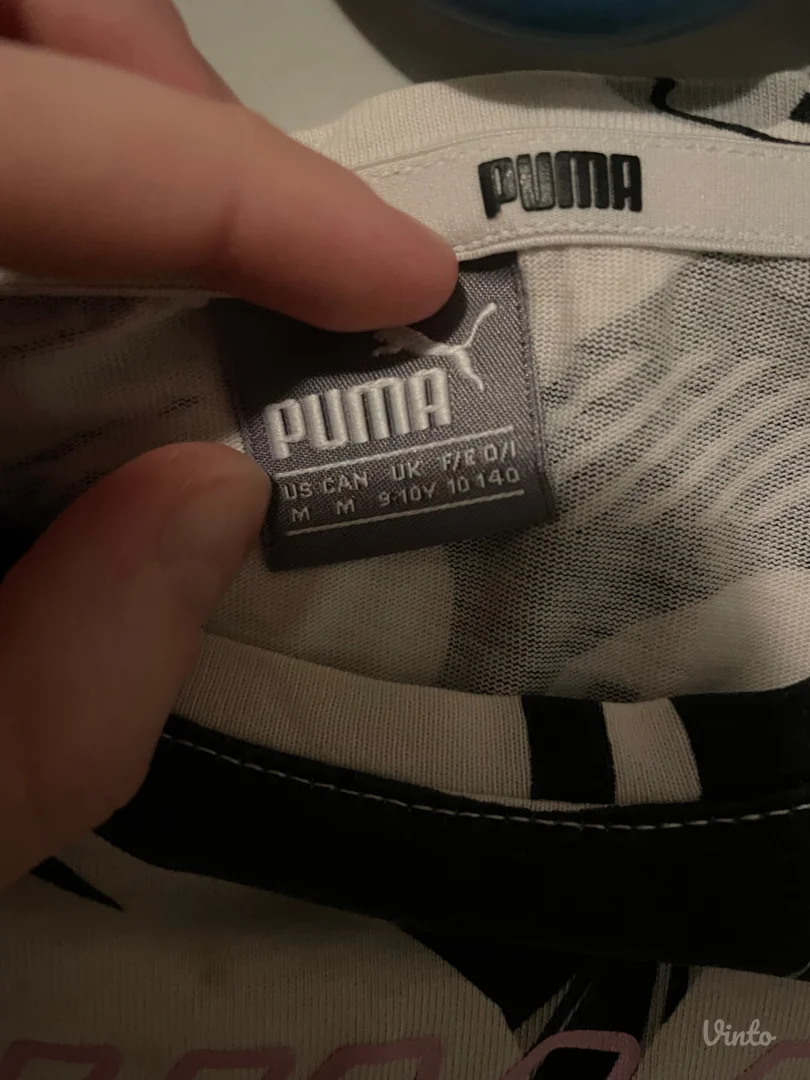 PUMA
PUMA
US CAN UK F/E D/I
M M 9-10Y 10 140
Vinto